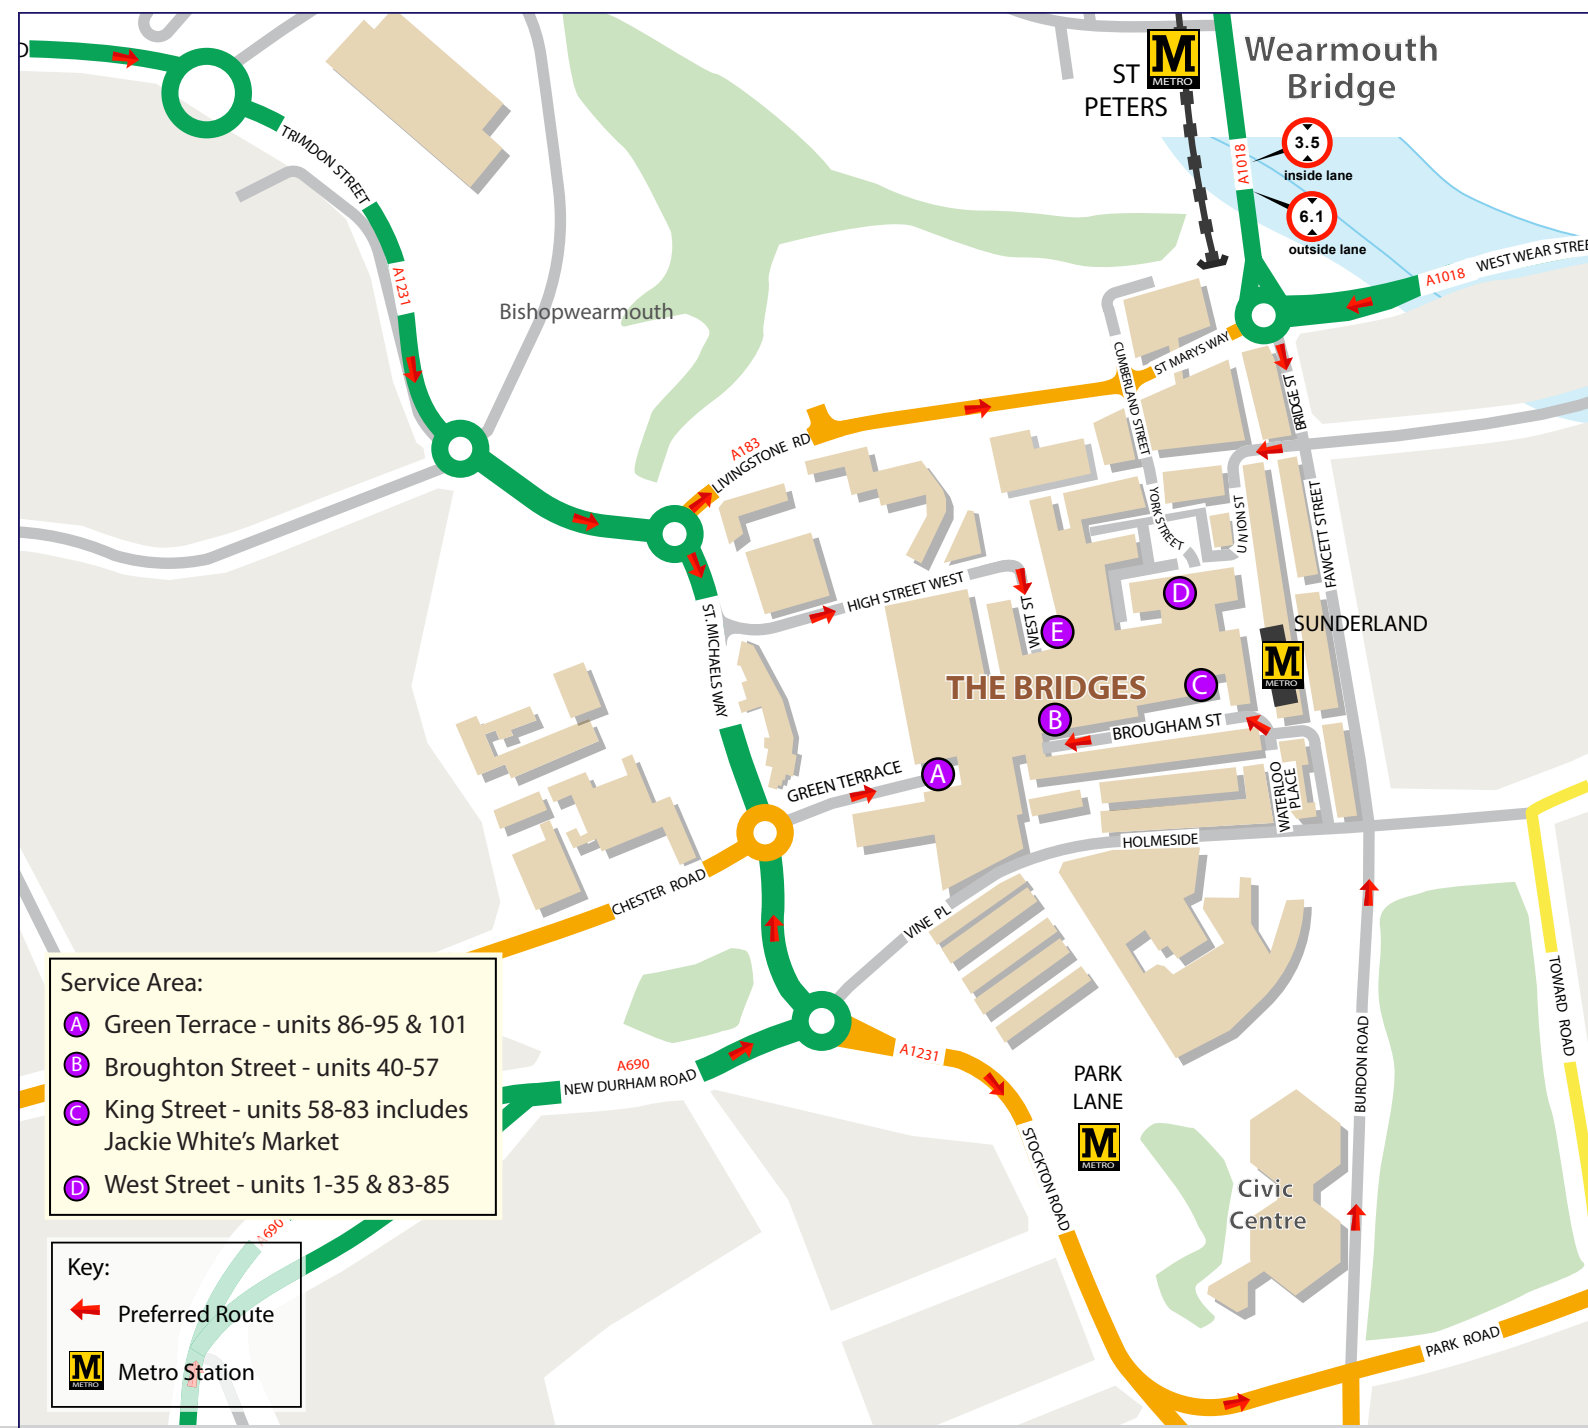 D
TRIMDON STREET
A1231
M
METRO
ST
PETERS
Wearmouth
Bridge
A1018
3.5
inside lane
6.1
outside lane
A1018
WEST WEAR STREE
Bishopwearmouth
ST MARYS WAY
CUMBERLAND STREET
BRIDGE ST
A183
LIVINGSTONE RD
YORK STREET
UNION ST
FAWCETT STREET
HIGH STREET WEST
WEST ST
D
E
SUNDERLAND
M
METRO
ST. MICHAELS WAY
THE BRIDGES
C
B
BROUGHAM ST
GREEN TERRACE
A
WATERLOO
PLACE
HOLMESIDE
CHESTER ROAD
VINE PL
TOWARD ROAD
BURDON ROAD
A1231
A690
NEW DURHAM ROAD
PARK
LANE
M
METRO
STOCKTON ROAD
Civic
Centre
PARK ROAD
Service Area:
A Green Terrace - units 86-95 & 101
B Broughton Street - units 40-57
C King Street - units 58-83 includes
Jackie White's Market
D West Street - units 1-35 & 83-85
A690
Key:
Preferred Route
M
METRO
Metro Station